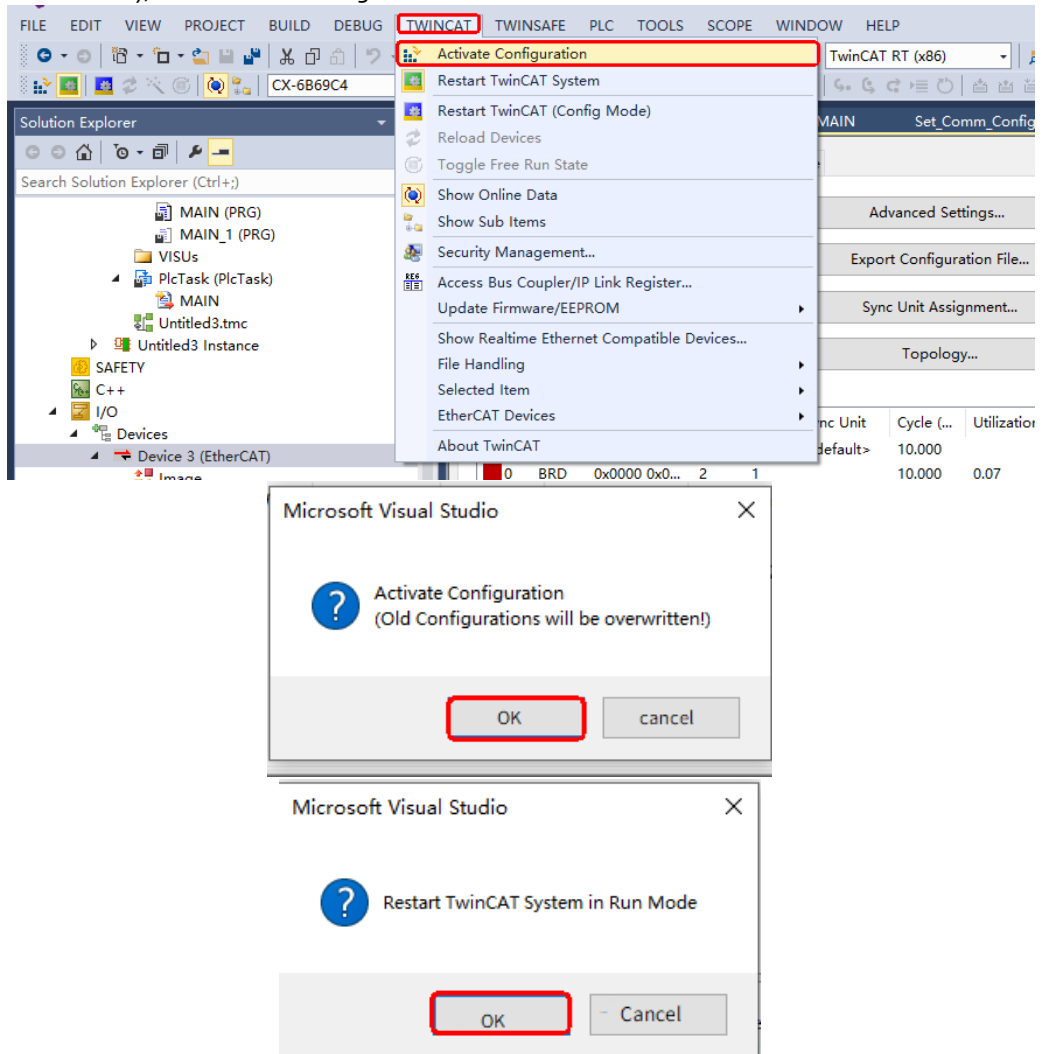 FILE EDIT VIEW PROJECT BUILD DEBUG TWINCAT TWINSAFE PLC TOOLS SCOPE WINDOW HELP
Activate Configuration
TwinCAT RT (x86)
CX-6B69C4
Restart TwinCAT System
Restart TwinCAT (Config Mode)
Solution Explorer
MAIN Set_Comm_Config
Reload Devices
Toggle Free Run State
Search Solution Explorer (Ctrl+;)
Show Online Data
MAIN (PRG)
Show Sub Items
Advanced Settings...
MAIN_1 (PRG)
VISUs
Security Management...
Export Configuration File...
PlcTask (PlcTask)
Access Bus Coupler/IP Link Register...
MAIN
Update Firmware/EEPROM
Sync Unit Assignment...
Untitled3.tmc
Untitled3 Instance
Show Realtime Ethernet Compatible Devices...
Topology...
SAFETY
File Handling
C++
Selected Item
I/O
EtherCAT Devices
nc Unit Cycle (... Utilization
Devices
About TwinCAT
default> 10.000
Device 3 (EtherCAT)
Image
0 BRD 0x0000 0x0... 2 1 10.000 0.07
Microsoft Visual Studio
Activate Configuration
(Old Configurations will be overwritten!)
OK cancel
Microsoft Visual Studio
Restart TwinCAT System in Run Mode
OK Cancel